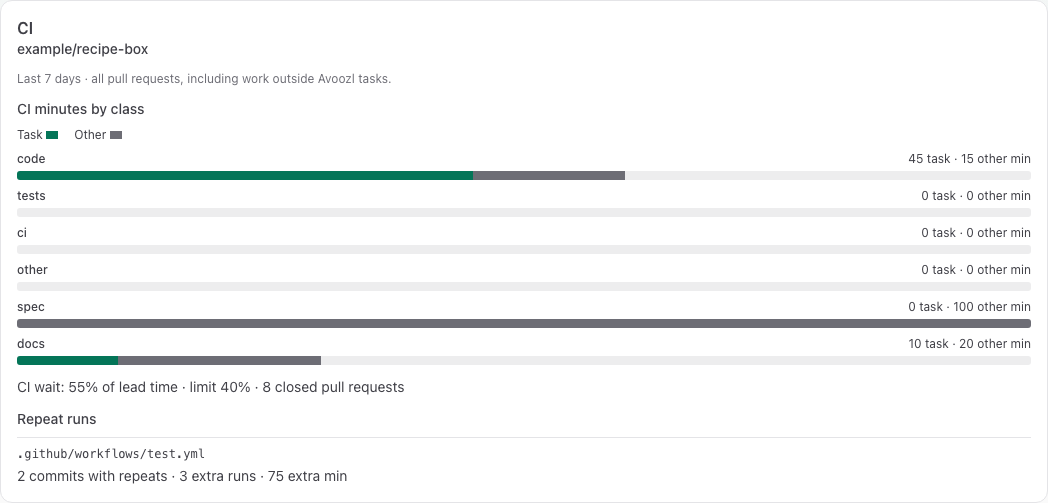 CI
example/recipe-box
Last 7 days · all pull requests, including work outside Avoozl tasks.
CI minutes by class
Task Other
code 45 task · 15 other min
tests 0 task · 0 other min
ci 0 task · 0 other min
other 0 task · 0 other min
spec 0 task · 100 other min
docs 10 task · 20 other min
CI wait: 55% of lead time · limit 40% · 8 closed pull requests
Repeat runs
.github/workflows/test.yml
2 commits with repeats · 3 extra runs · 75 extra min